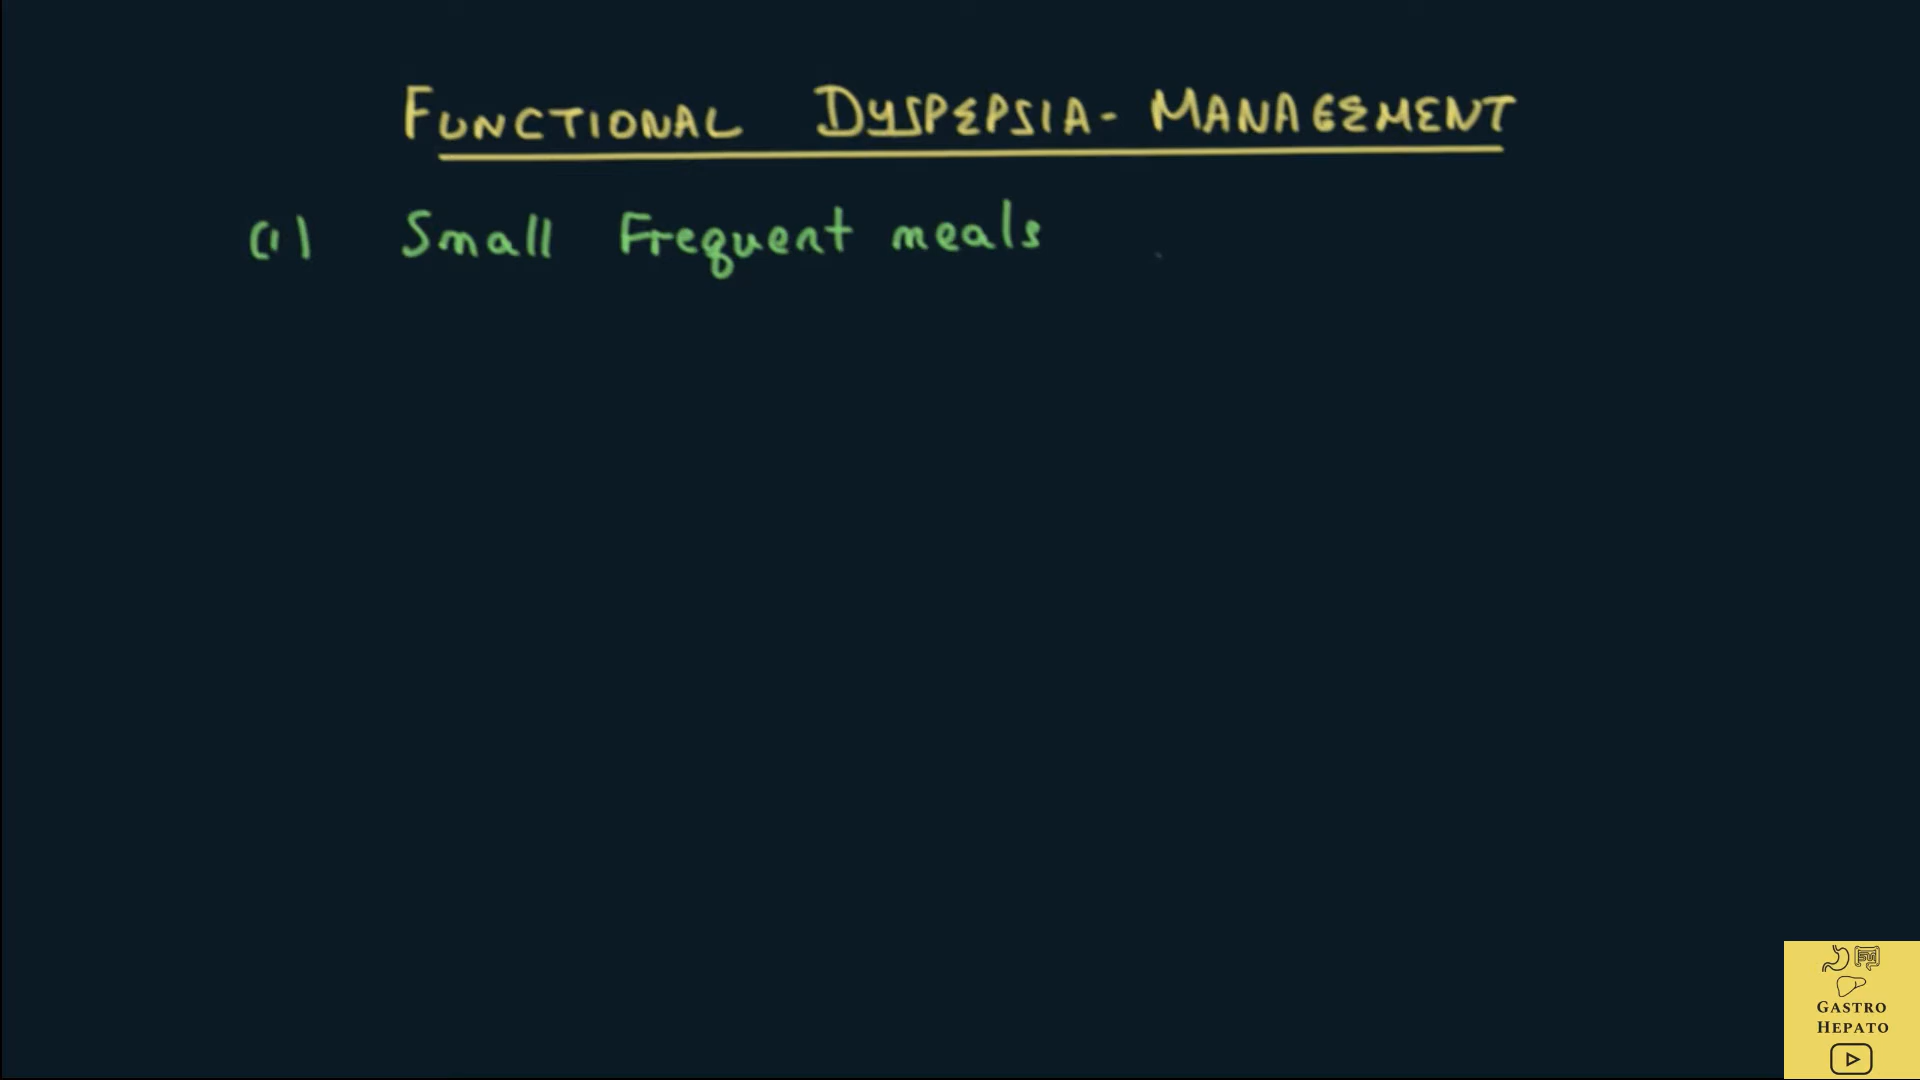 FUNCTIONAL DYSPEPSIA - MANAGEMENT
(1) Small Frequent meals
GASTRO
HEPATO